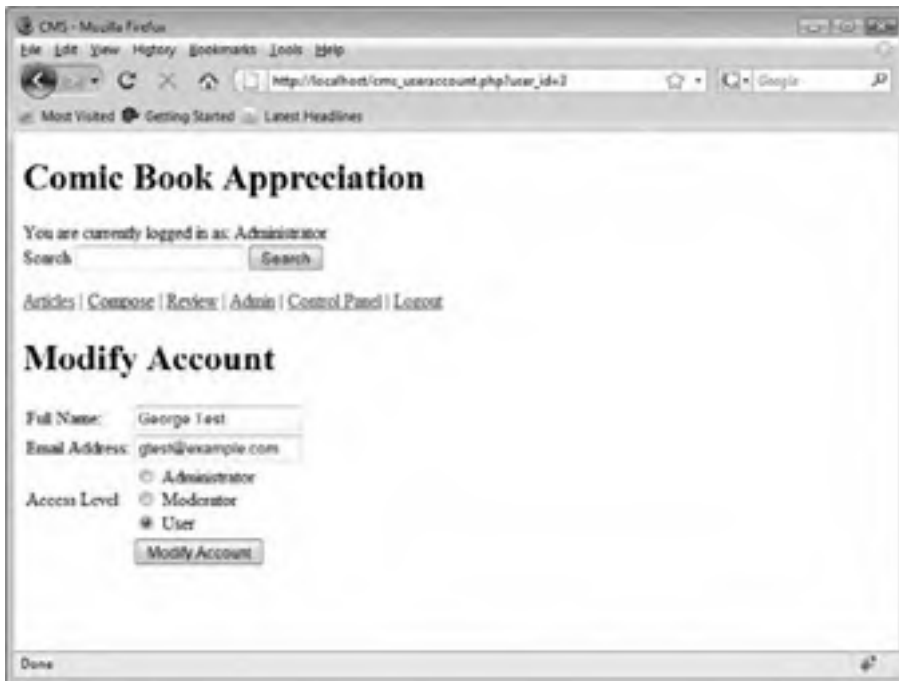 CMS - Mozilla Firefox
File Edit View History Bookmarks Tools Help
http://localhost/cms_useraccount.php?user_id=3
Google
Most Visited Getting Started Latest Headlines
Comic Book Appreciation
You are currently logged in as: Administrator
Search Search
Articles | Compose | Review | Admin | Control Panel | Logout
Modify Account
Full Name: George Test
Email Address: gtest@example.com
Administrator
Access Level Moderator
User
Modify Account
Done